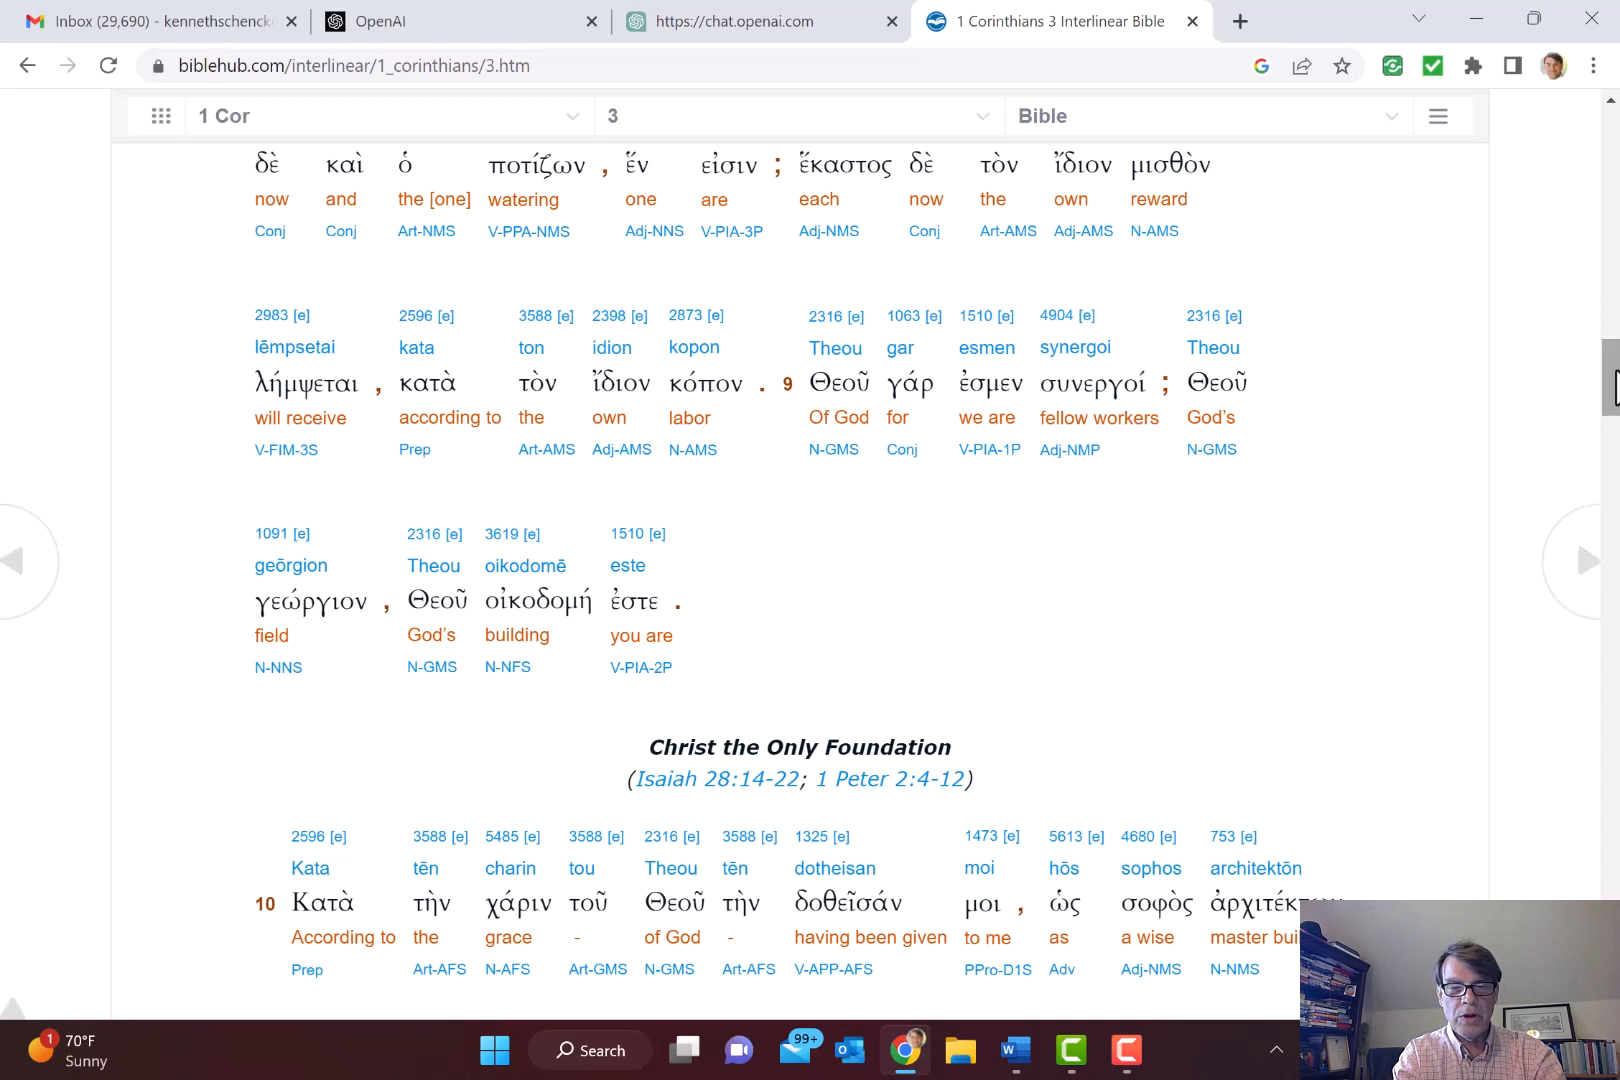 Inbox (29,690) - kennethschenck
OpenAI
https://chat.openai.com
1 Corinthians 3 Interlinear Bible
biblehub.com/interlinear/1_corinthians/3.htm
1 Cor 3 Bible
δὲ καὶ ὁ ποτίζων , ἕν εἰσιν ; ἕκαστος δὲ τὸν ἴδιον μισθὸν
now and the [one] watering one are each now the own reward
Conj Conj Art-NMS V-PPA-NMS Adj-NNS V-PIA-3P Adj-NMS Conj Art-AMS Adj-AMS N-AMS
2983 [e] 2596 [e] 3588 [e] 2398 [e] 2873 [e] 2316 [e] 1063 [e] 1510 [e] 4904 [e] 2316 [e]
lēmpsetai kata ton idion kopon Theou gar esmen synergoi Theou
λήμψεται , κατὰ τὸν ἴδιον κόπον . 9 Θεοῦ γάρ ἐσμεν συνεργοί ; Θεοῦ
will receive according to the own labor Of God for we are fellow workers God’s
V-FIM-3S Prep Art-AMS Adj-AMS N-AMS N-GMS Conj V-PIA-1P Adj-NMP N-GMS
1091 [e] 2316 [e] 3619 [e] 1510 [e]
geōrgion Theou oikodomē este
γεώργιον , Θεοῦ οἰκοδομή ἐστε .
field God’s building you are
N-NNS N-GMS N-NFS V-PIA-2P
Christ the Only Foundation
(Isaiah 28:14-22; 1 Peter 2:4-12)
2596 [e] 3588 [e] 5485 [e] 3588 [e] 2316 [e] 3588 [e] 1325 [e] 1473 [e] 5613 [e] 4680 [e] 753 [e]
Kata tēn charin tou Theou tēn dotheisan moi hōs sophos architektōn
10 Κατὰ τὴν χάριν τοῦ Θεοῦ τὴν δοθεῖσάν μοι , ὡς σοφὸς
According to the grace - of God - having been given to me as a wise master
Prep Art-AFS N-AFS Art-GMS N-GMS Art-AFS V-APP-AFS PPro-D1S Adv Adj-NMS N-NMS
1
70°F
Sunny
Search
99+